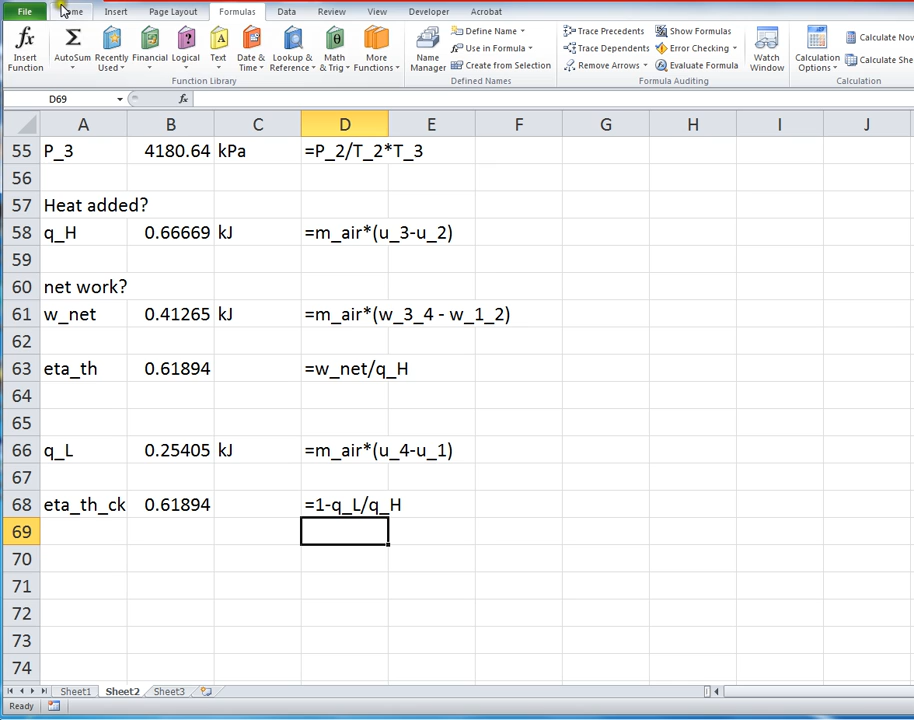 File Home Insert Page Layout Formulas Data Review View Developer Acrobat
fx Insert Function
Σ AutoSum
Recently Used
Financial
Logical
Text
Date & Time
Lookup & Reference
Math & Trig
More Functions
Function Library
Name Manager
Define Name
Use in Formula
Create from Selection
Defined Names
Trace Precedents
Trace Dependents
Remove Arrows
Show Formulas
Error Checking
Evaluate Formula
Formula Auditing
Watch Window
Calculation Options
Calculate Now
Calculate She
Calculation
D69 fx
A B C D E F G H I J
55 P_3 4180.64 kPa =P_2/T_2*T_3
56
57 Heat added?
58 q_H 0.66669 kJ =m_air*(u_3-u_2)
59
60 net work?
61 w_net 0.41265 kJ =m_air*(w_3_4 - w_1_2)
62
63 eta_th 0.61894 =w_net/q_H
64
65
66 q_L 0.25405 kJ =m_air*(u_4-u_1)
67
68 eta_th_ck 0.61894 =1-q_L/q_H
69
70
71
72
73
74
Sheet1 Sheet2 Sheet3
Ready